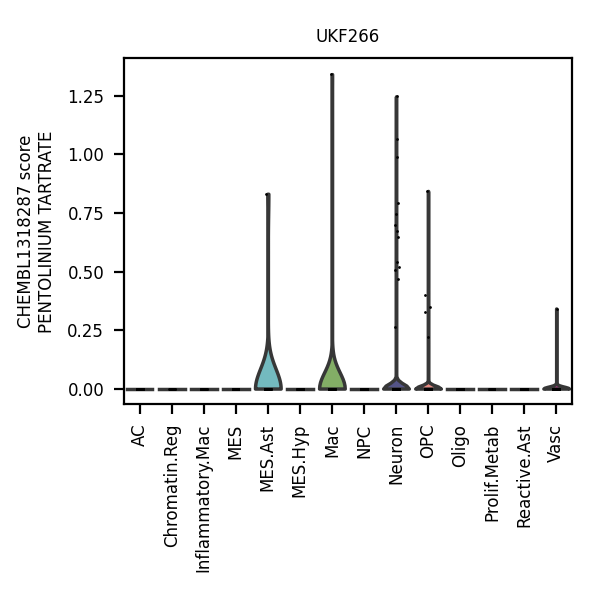 UKF266
CHEMBL1318287 score
PENTOLINIUM TARTRATE
1.25
1.00
0.75
0.50
0.25
0.00
AC
Chromatin.Reg
Inflammatory.Mac
MES
MES.Ast
MES.Hyp
Mac
NPC
Neuron
OPC
Oligo
Prolif.Metab
Reactive.Ast
Vasc